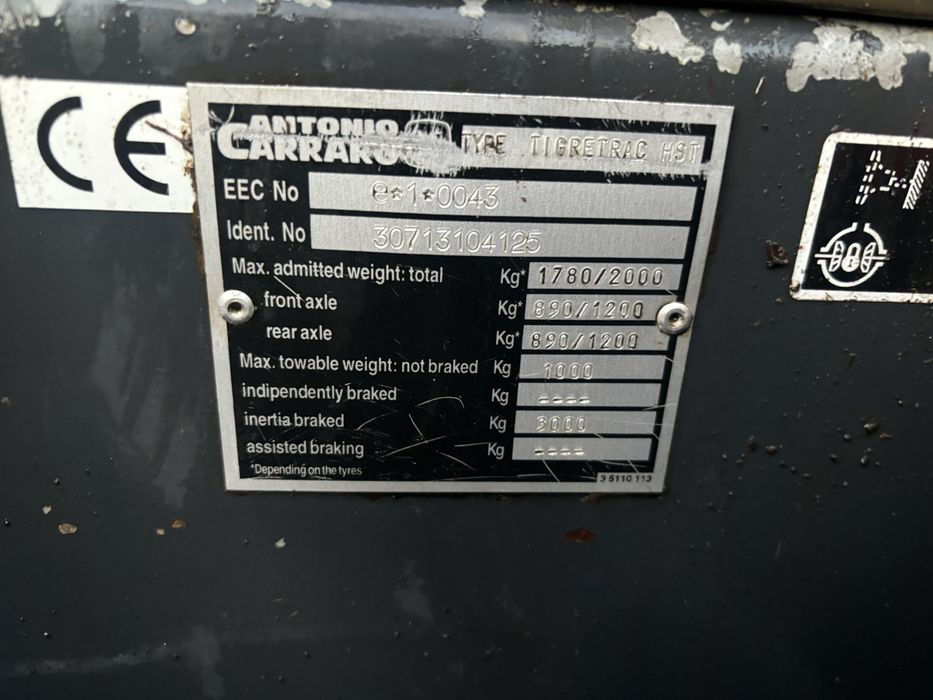 CE
ANTONIO
CARRARO
TYPE TIGRETRAC HST
EEC No e*1*0043
Ident. No 30713104125
Max. admitted weight: total Kg* 1780/2000
front axle Kg* 890/1200
rear axle Kg* 890/1200
Max. towable weight: not braked Kg 1000
indipendently braked Kg ----
inertia braked Kg 3000
assisted braking Kg ----
*Depending on the tyres
3 5110 113